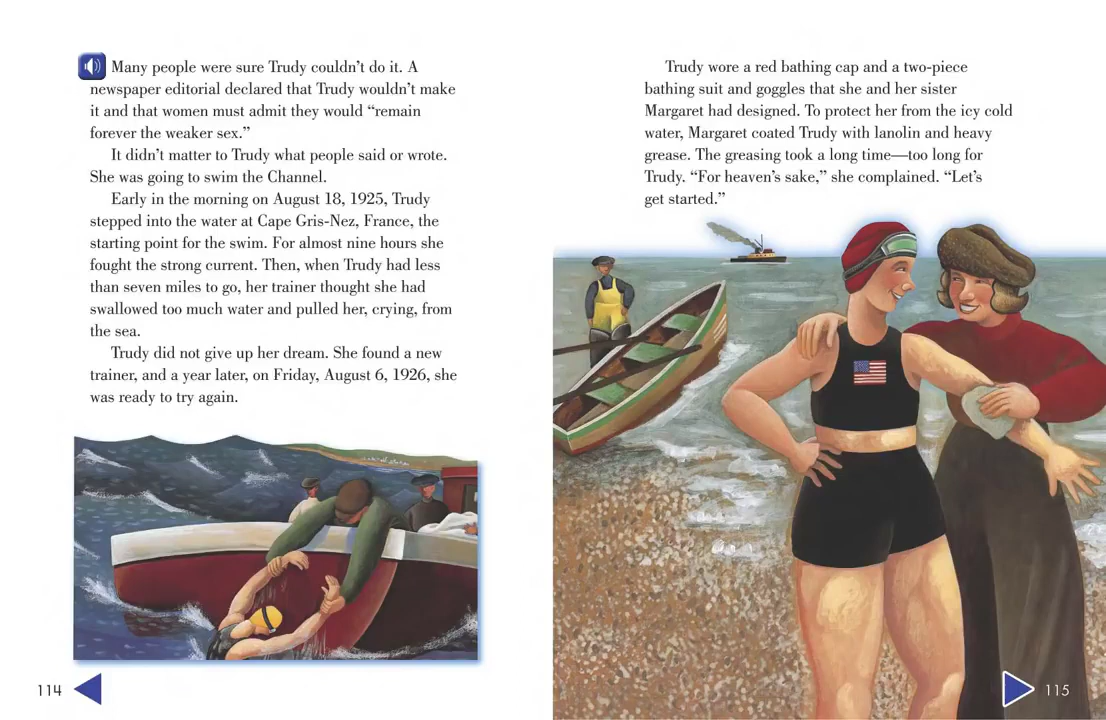 Many people were sure Trudy couldn’t do it. A
newspaper editorial declared that Trudy wouldn’t make
it and that women must admit they would “remain
forever the weaker sex.”
It didn’t matter to Trudy what people said or wrote.
She was going to swim the Channel.
Early in the morning on August 18, 1925, Trudy
stepped into the water at Cape Gris-Nez, France, the
starting point for the swim. For almost nine hours she
fought the strong current. Then, when Trudy had less
than seven miles to go, her trainer thought she had
swallowed too much water and pulled her, crying, from
the sea.
Trudy did not give up her dream. She found a new
trainer, and a year later, on Friday, August 6, 1926, she
was ready to try again.
114
Trudy wore a red bathing cap and a two-piece
bathing suit and goggles that she and her sister
Margaret had designed. To protect her from the icy cold
water, Margaret coated Trudy with lanolin and heavy
grease. The greasing took a long time—too long for
Trudy. “For heaven’s sake,” she complained. “Let’s
get started.”
115